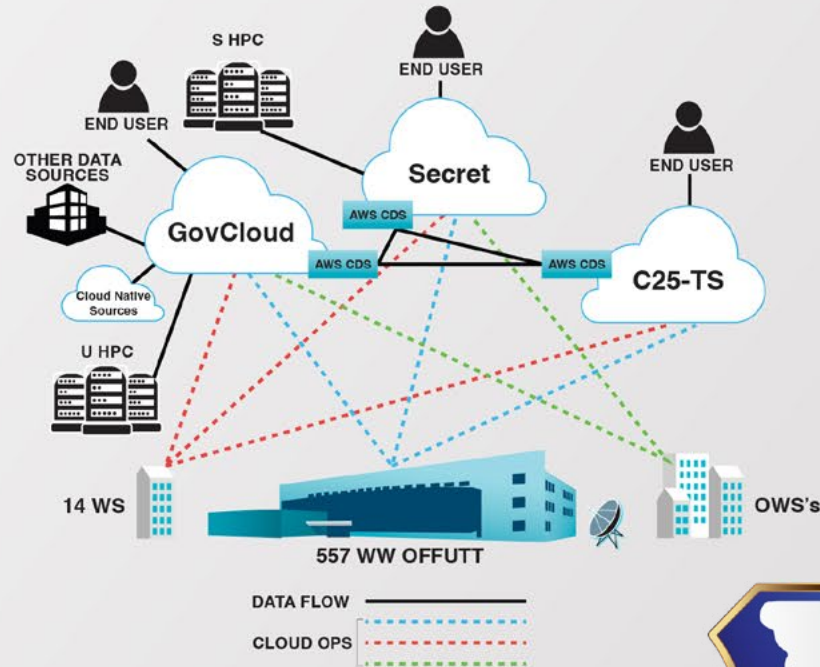 S HPC
END USER
END USER
END USER
OTHER DATA
SOURCES
Secret
AWS CDS
GovCloud
AWS CDS
AWS CDS
C25-TS
Cloud Native
Sources
U HPC
14 WS
OWS's
557 WW OFFUTT
DATA FLOW
CLOUD OPS